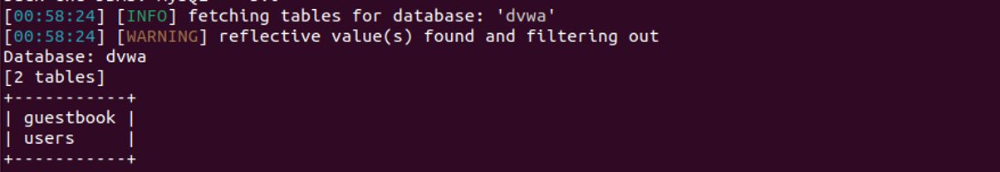 [00:58:24] [INFO] fetching tables for database: 'dvwa'
[00:58:24] [WARNING] reflective value(s) found and filtering out
Database: dvwa
[2 tables]
+-----------+
| guestbook |
| users     |
+-----------+